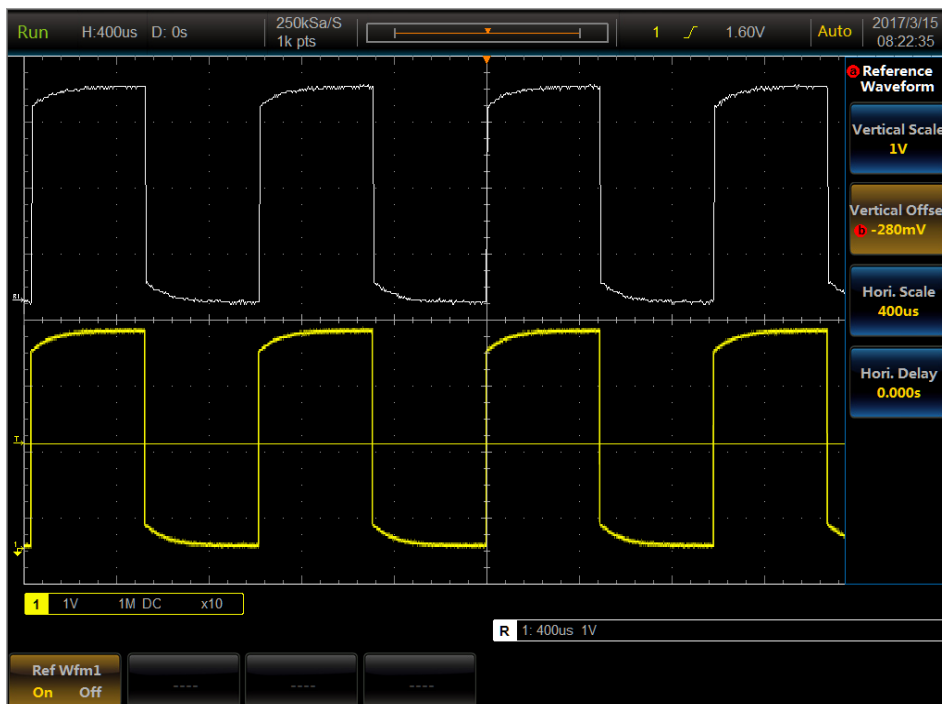 Run H:400us D: 0s 250kSa/S 1 1.60V Auto 2017/3/15
1k pts 08:22:35
a Reference
Waveform
Vertical Scale
1V
Vertical Offse
b -280mV
Hori. Scale
400us
Hori. Delay
0.000s
R1
T
1
1 1V 1M DC x10
R 1: 400us 1V
Ref Wfm1
On Off ---- ---- ----